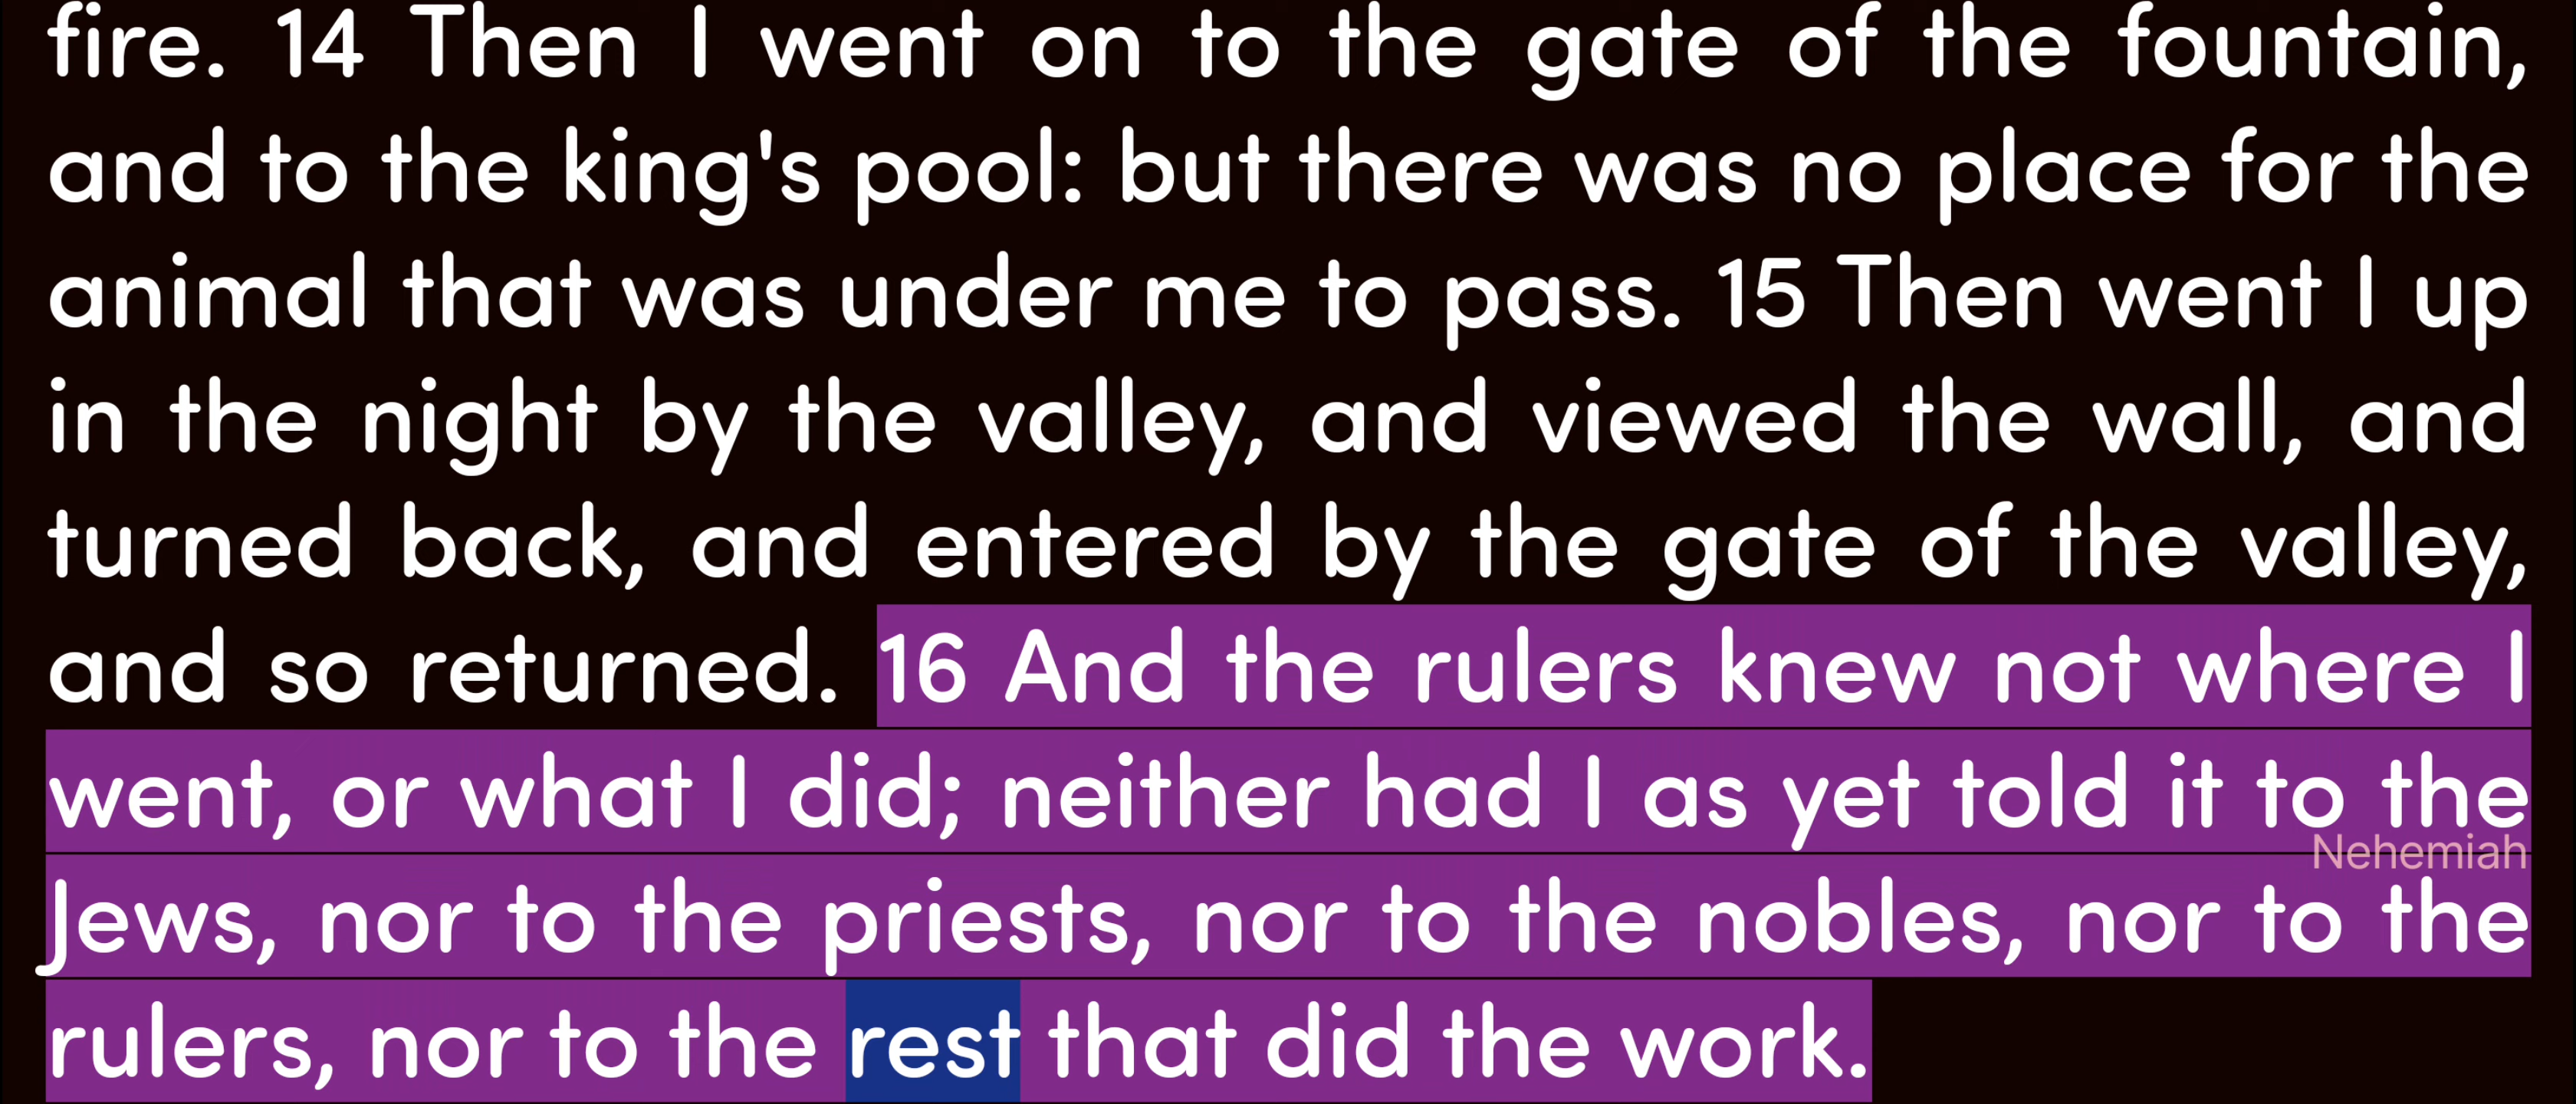 fire. 14 Then I went on to the gate of the fountain,
and to the king's pool: but there was no place for the
animal that was under me to pass. 15 Then went I up
in the night by the valley, and viewed the wall, and
turned back, and entered by the gate of the valley,
and so returned. 16 And the rulers knew not where I
went, or what I did; neither had I as yet told it to the
Nehemiah
Jews, nor to the priests, nor to the nobles, nor to the
rulers, nor to the rest that did the work.